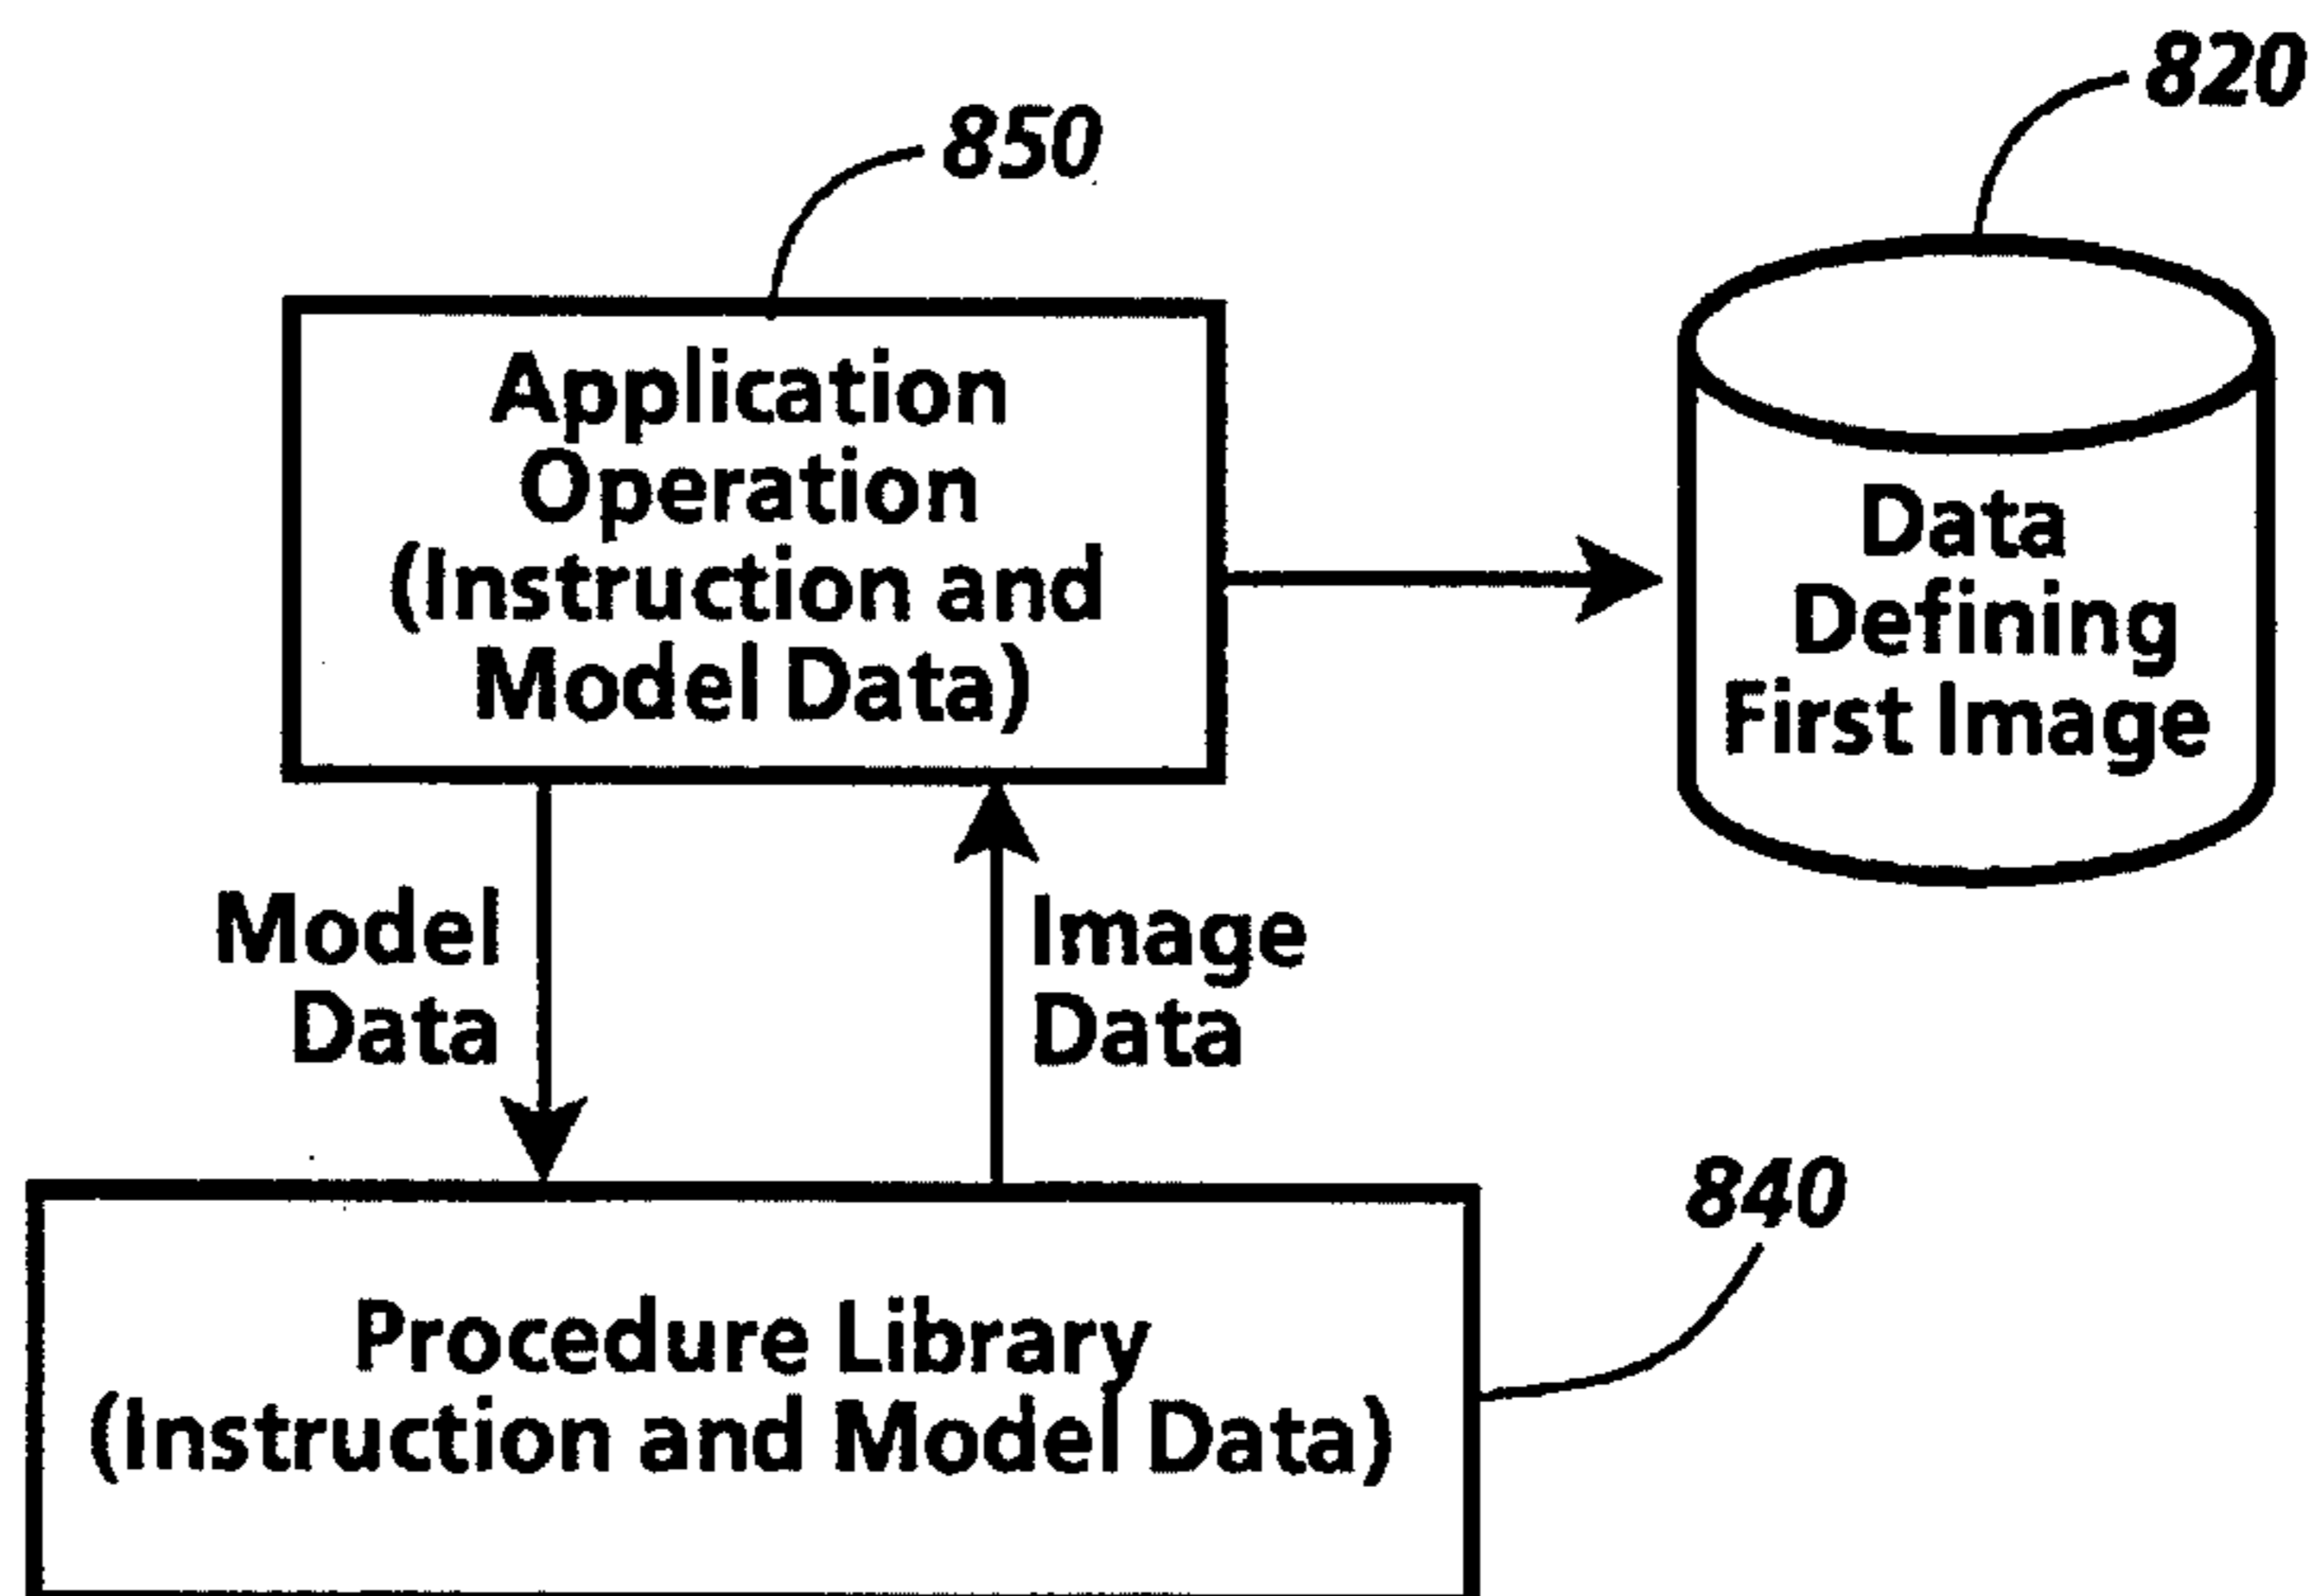 820
850
Application
Operation
(Instruction and
Model Data)
Data
Defining
First Image
Model
Data
Image
Data
840
Procedure Library
(Instruction and Model Data)